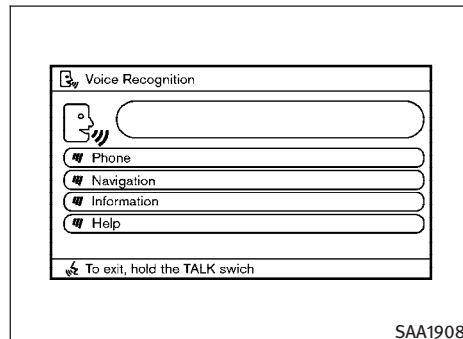 Voice Recognition
Phone
Navigation
Information
Help
To exit, hold the TALK swich
SAA1908